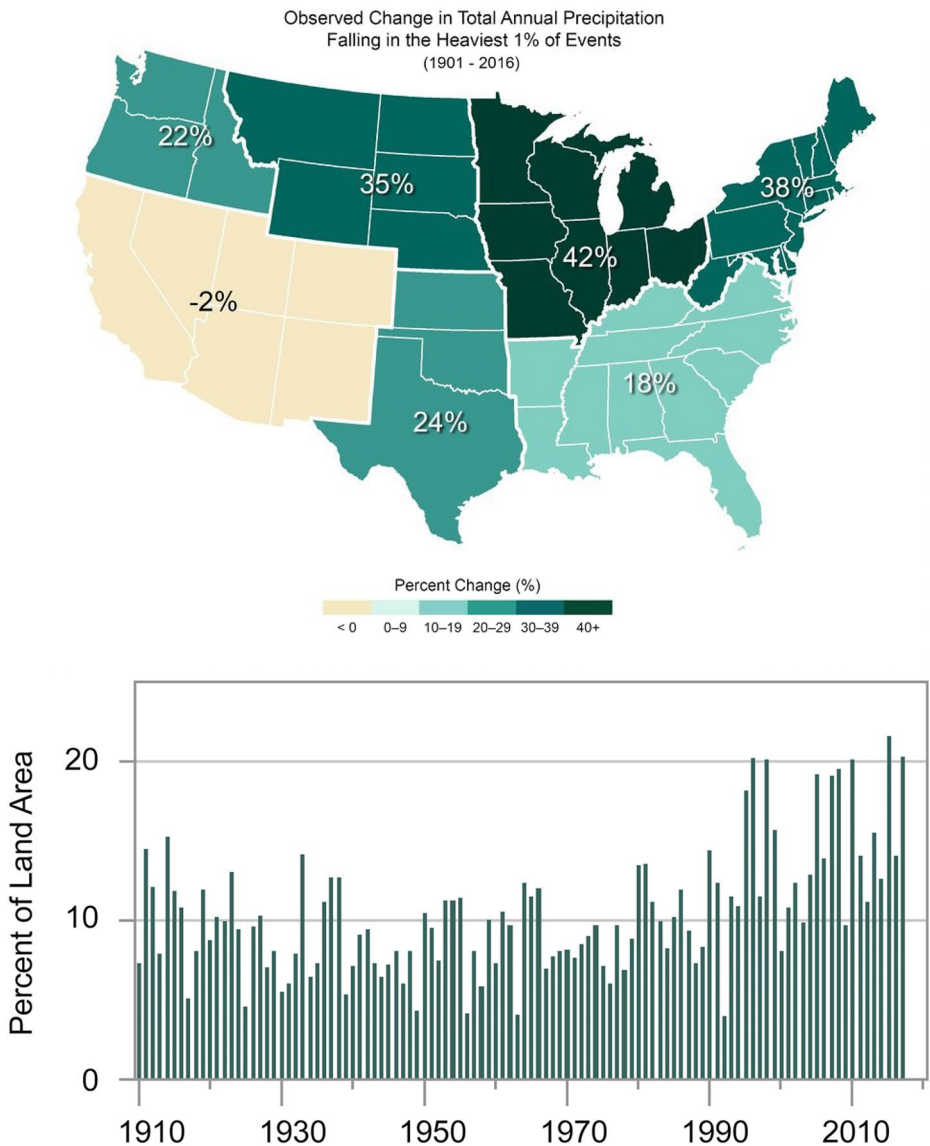 Observed Change in Total Annual Precipitation
Falling in the Heaviest 1% of Events
(1901 - 2016)
22%
35%
38%
42%
-2%
18%
24%
Percent Change (%)
< 0 0–9 10–19 20–29 30–39 40+
Percent of Land Area
20
10
0
1910 1930 1950 1970 1990 2010